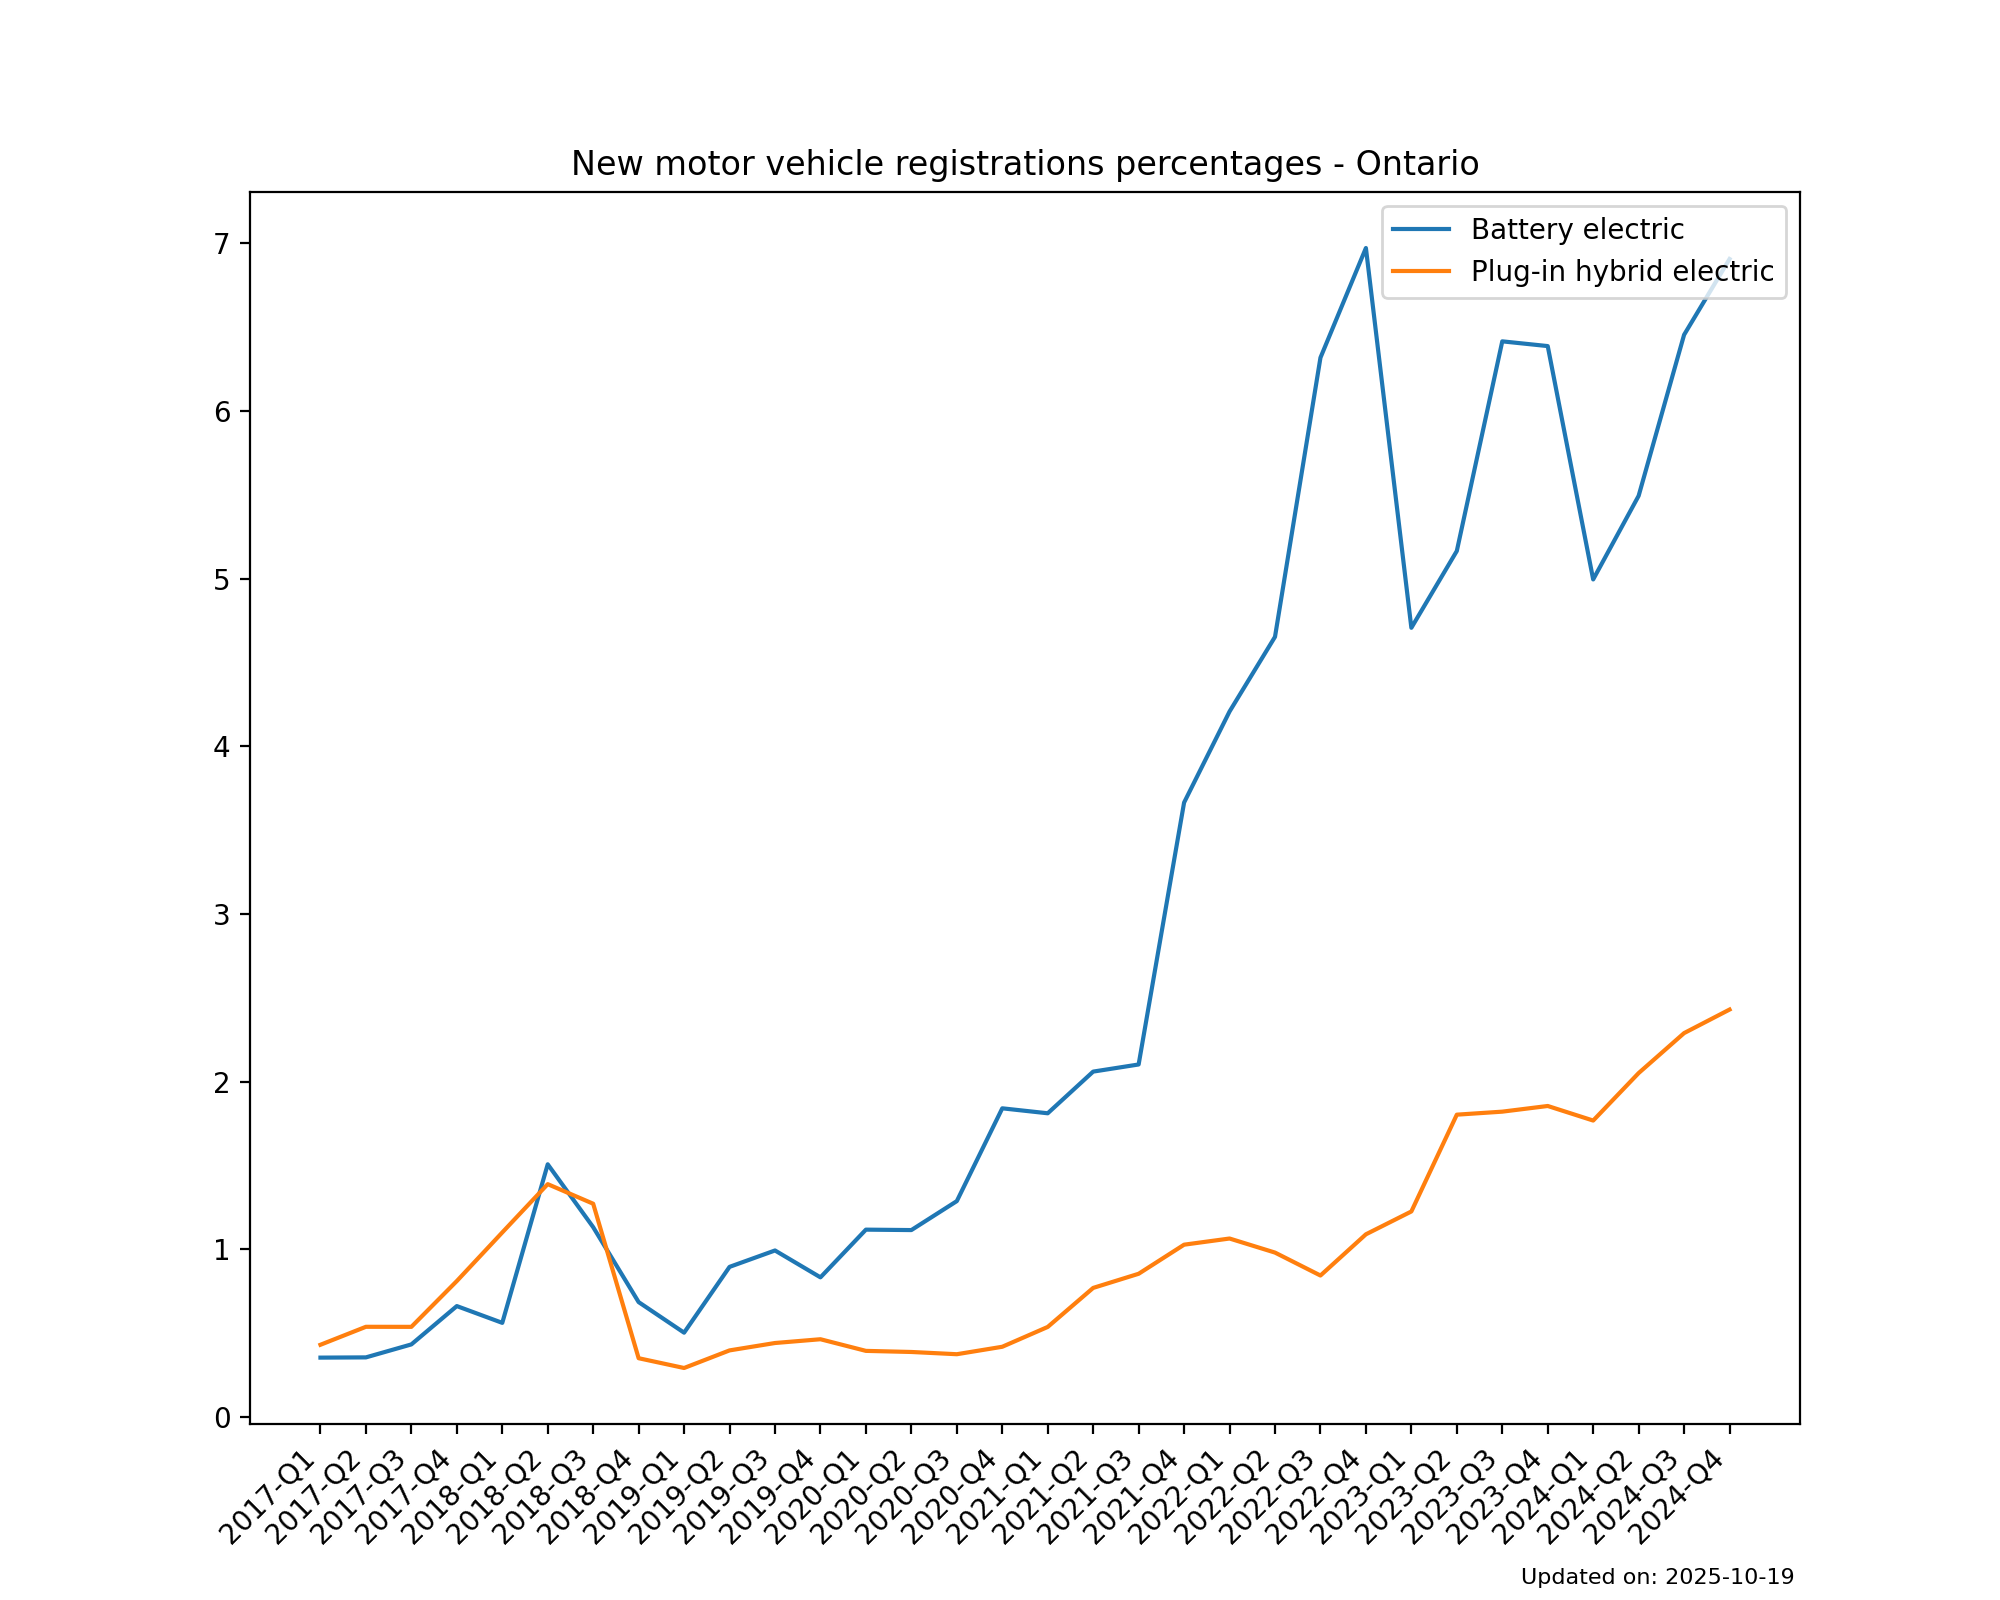 New motor vehicle registrations percentages - Ontario
Battery electric
Plug-in hybrid electric
7
6
5
4
3
2
1
0
2017-Q1
2017-Q2
2017-Q3
2017-Q4
2018-Q1
2018-Q2
2018-Q3
2018-Q4
2019-Q1
2019-Q2
2019-Q3
2019-Q4
2020-Q1
2020-Q2
2020-Q3
2020-Q4
2021-Q1
2021-Q2
2021-Q3
2021-Q4
2022-Q1
2022-Q2
2022-Q3
2022-Q4
2023-Q1
2023-Q2
2023-Q3
2023-Q4
2024-Q1
2024-Q2
2024-Q3
2024-Q4
Updated on: 2025-10-19